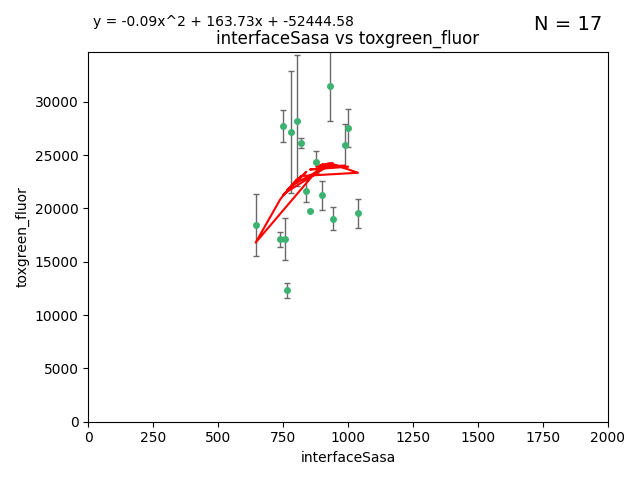 y = -0.09x^2 + 163.73x + -52444.58
N = 17
interfaceSasa vs toxgreen_fluor
30000
25000
20000
15000
10000
5000
0
toxgreen_fluor
0 250 500 750 1000 1250 1500 1750 2000
interfaceSasa